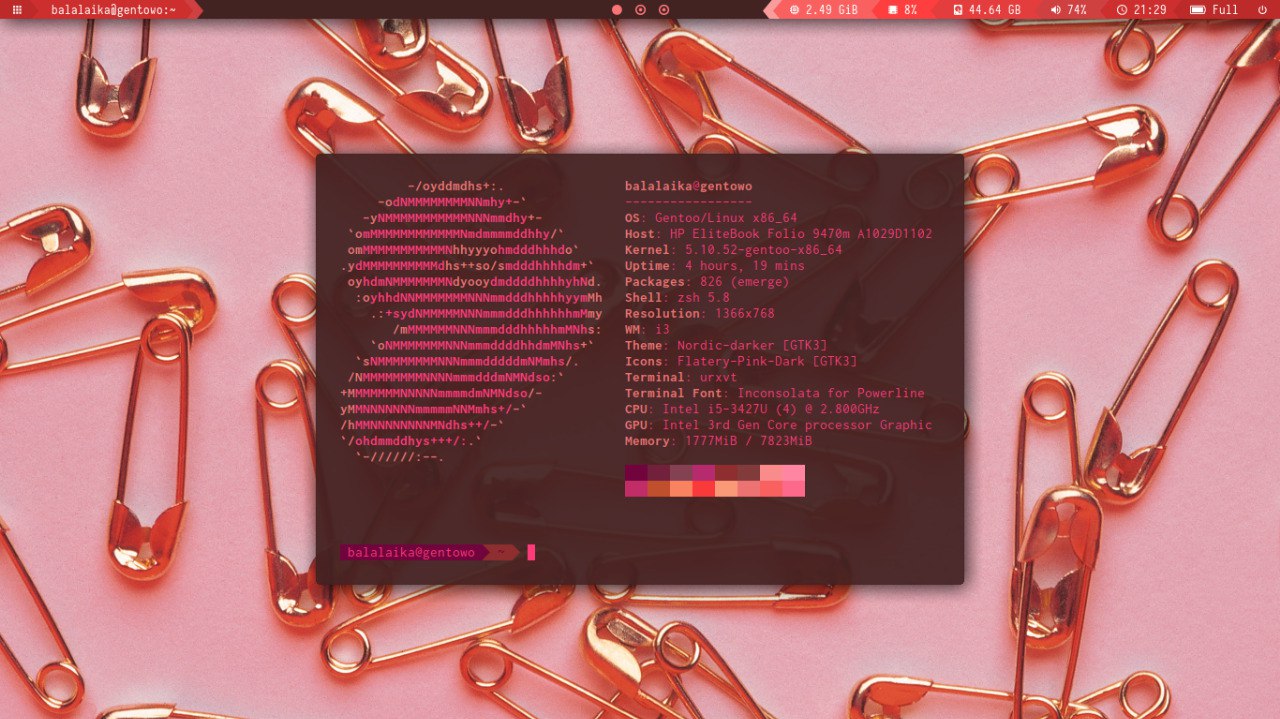 balalaika@gentowo:~
2.49 GiB
8%
44.64 GB
74%
21:29
Full
-/oyddmdhs+:.
-odNMMMMMMMMNNmhy+-`
-yNMMMMMMMMMMMNNNmmdhy+-
`omMMMMMMMMMMMMNmdmmmmddhhy/`
omMMMMMMMMMMMNhhyyyohmdddhhhdo`
.ydMMMMMMMMMMdhs++so/smdddhhhhdm+`
oyhdmNMMMMMMMNdyooydmddddhhhhyhNd.
:oyhhdNNMMMMMMMNNNmmdddhhhhhyymMh
.:+sydNMMMMMNNNmmmdddhhhhhhmMmy
/mMMMMMMNNNmmmdddhhhhhmMNhs:
`oNMMMMMMMNNNmmmddddhhdmMNhs+`
`sNMMMMMMMMNNNmmmdddddmNMmhs/.
/NMMMMMMMMNNNNmmmdddmNMNdso:`
+MMMMMMMNNNNNmmmmdmNMNdso/-
yMMNNNNNNNmmmmmNNMmhs+/-`
/hMMNNNNNNNNMNdhs++/-`
`/ohdmmddhys+++/:.`
`-//////:--.
balalaika@gentowo
-----------------
OS: Gentoo/Linux x86_64
Host: HP EliteBook Folio 9470m A1029D1102
Kernel: 5.10.52-gentoo-x86_64
Uptime: 4 hours, 19 mins
Packages: 826 (emerge)
Shell: zsh 5.8
Resolution: 1366x768
WM: i3
Theme: Nordic-darker [GTK3]
Icons: Flatery-Pink-Dark [GTK3]
Terminal: urxvt
Terminal Font: Inconsolata for Powerline
CPU: Intel i5-3427U (4) @ 2.800GHz
GPU: Intel 3rd Gen Core processor Graphic
Memory: 1777MiB / 7823MiB
balalaika@gentowo ~